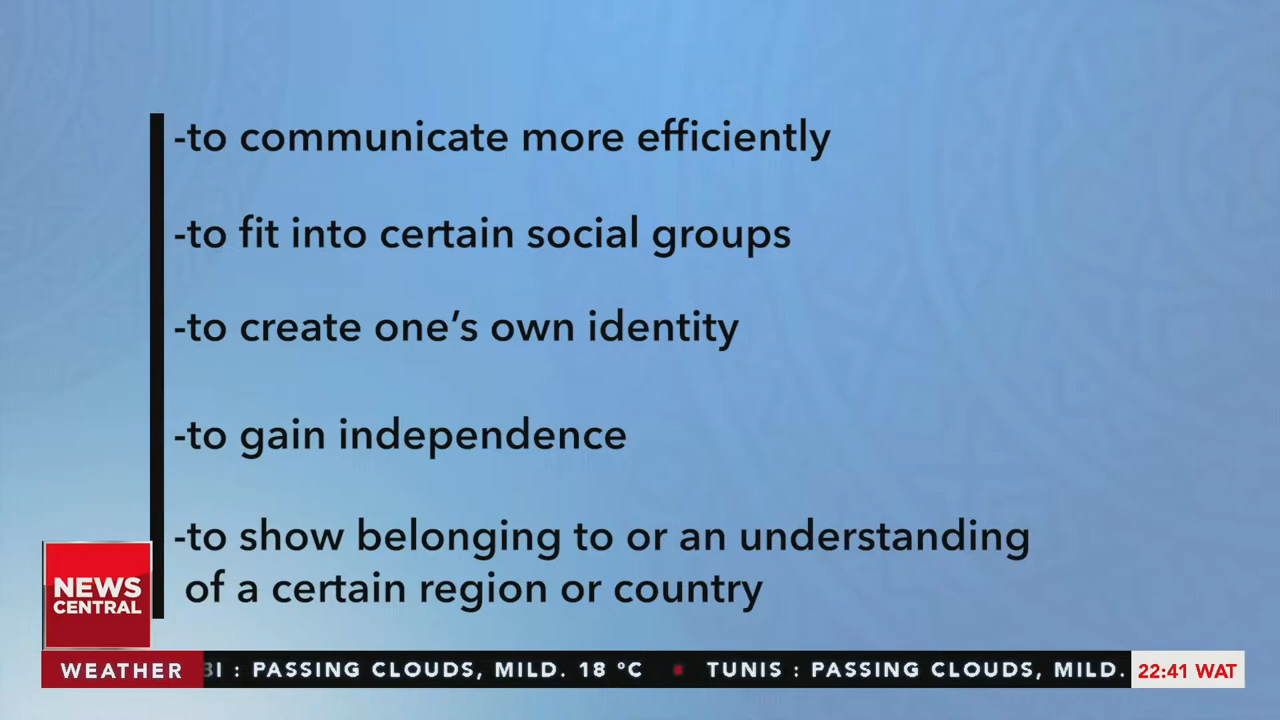 -to communicate more efficiently
-to fit into certain social groups
-to create one’s own identity
-to gain independence
-to show belonging to or an understanding
of a certain region or country
NEWS
CENTRAL
WEATHER
: PASSING CLOUDS, MILD. 18 °C ▪ TUNIS : PASSING CLOUDS, MILD.
22:41 WAT